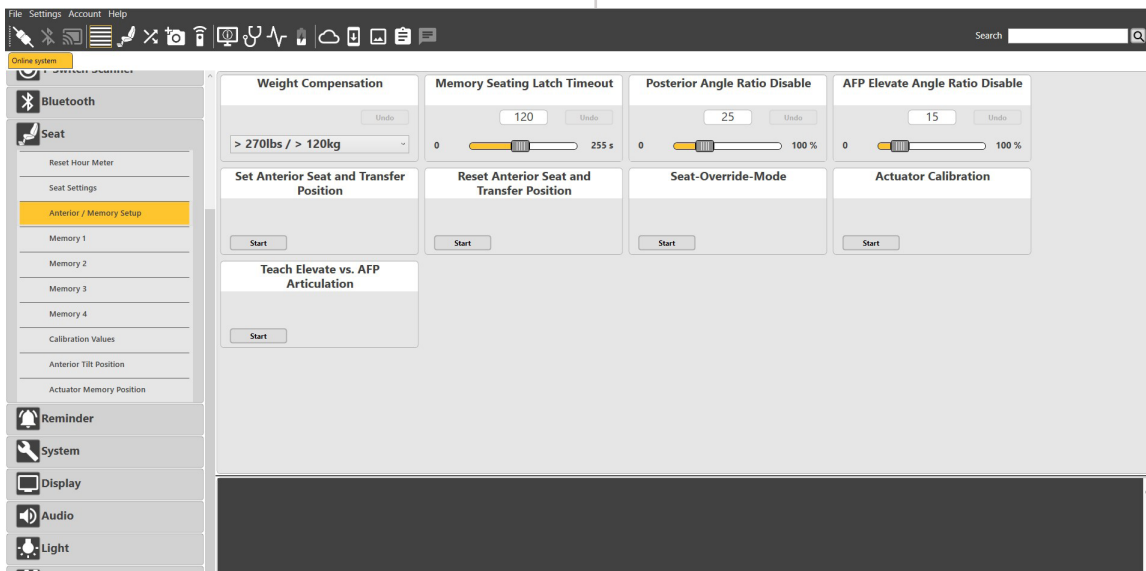 File Settings Account Help
Search
Online system
Bluetooth
Seat
Reset Hour Meter
Seat Settings
Anterior / Memory Setup
Memory 1
Memory 2
Memory 3
Memory 4
Calibration Values
Anterior Tilt Position
Actuator Memory Position
Reminder
System
Display
Audio
Light
Weight Compensation
Undo
> 270lbs / > 120kg
Memory Seating Latch Timeout
120 Undo
0 255 s
Posterior Angle Ratio Disable
25 Undo
0 100 %
AFP Elevate Angle Ratio Disable
15 Undo
0 100 %
Set Anterior Seat and Transfer
Position
Start
Reset Anterior Seat and
Transfer Position
Start
Seat-Override-Mode
Start
Actuator Calibration
Start
Teach Elevate vs. AFP
Articulation
Start